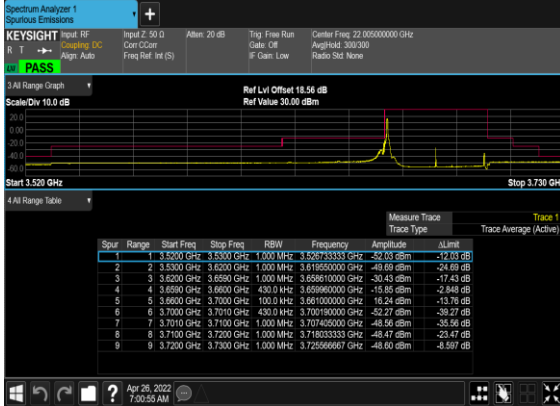 Spectrum Analyzer 1
Spurious Emissions
+
KEYSIGHT Input: RF Input Z: 50 Ω Atten: 20 dB Trig: Free Run Center Freq: 22.005000000 GHz
R T Coupling: DC Corr CCorr Gate: Off Avg|Hold: 300/300
Align: Auto Freq Ref: Int (S) IF Gain: Low Radio Std: None
PASS
3 All Range Graph
Ref Lvl Offset 18.56 dB
Scale/Div 10.0 dB Ref Value 30.00 dBm
20.0
0.00
-20.0
-40.0
-60.0
Start 3.520 GHz Stop 3.730 GH
4 All Range Table
Measure Trace Trace 1
Trace Type Trace Average (Active)
Spur Range Start Freq Stop Freq RBW Frequency Amplitude ΔLimit
1 1 3.5200 GHz 3.5300 GHz 1.000 MHz 3.526733333 GHz -52.03 dBm -12.03 dB
2 2 3.5300 GHz 3.6200 GHz 1.000 MHz 3.619550000 GHz -49.69 dBm -24.69 dB
3 3 3.6200 GHz 3.6590 GHz 1.000 MHz 3.658610000 GHz -30.43 dBm -17.43 dB
4 4 3.6590 GHz 3.6600 GHz 430.0 kHz 3.659960000 GHz -15.85 dBm -2.848 dB
5 5 3.6600 GHz 3.7000 GHz 100.0 kHz 3.661000000 GHz 16.24 dBm -13.76 dB
6 6 3.7000 GHz 3.7010 GHz 430.0 kHz 3.700190000 GHz -52.27 dBm -39.27 dB
7 7 3.7010 GHz 3.7100 GHz 1.000 MHz 3.707405000 GHz -48.56 dBm -35.56 dB
8 8 3.7100 GHz 3.7200 GHz 1.000 MHz 3.718033333 GHz -48.47 dBm -23.47 dB
9 9 3.7200 GHz 3.7300 GHz 1.000 MHz 3.725566667 GHz -48.60 dBm -8.597 dB
? Apr 26, 2022
7:00:55 AM